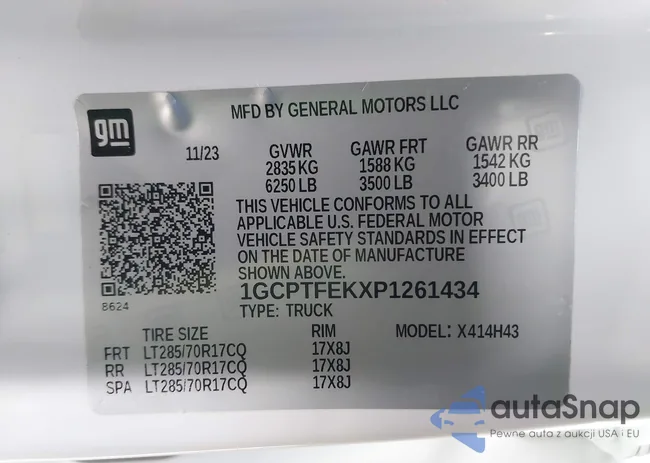 gm
MFD BY GENERAL MOTORS LLC
11/23 GVWR GAWR FRT GAWR RR
2835 KG 1588 KG 1542 KG
6250 LB 3500 LB 3400 LB
THIS VEHICLE CONFORMS TO ALL
APPLICABLE U.S. FEDERAL MOTOR
VEHICLE SAFETY STANDARDS IN EFFECT
ON THE DATE OF MANUFACTURE
SHOWN ABOVE.
8624
1GCPTFEKXP1261434
TYPE: TRUCK
TIRE SIZE RIM MODEL: X414H43
FRT LT285/70R17CQ 17X8J
RR LT285/70R17CQ 17X8J
SPA LT285/70R17CQ 17X8J
autaSnap
Pewne auta z aukcji USA i EU